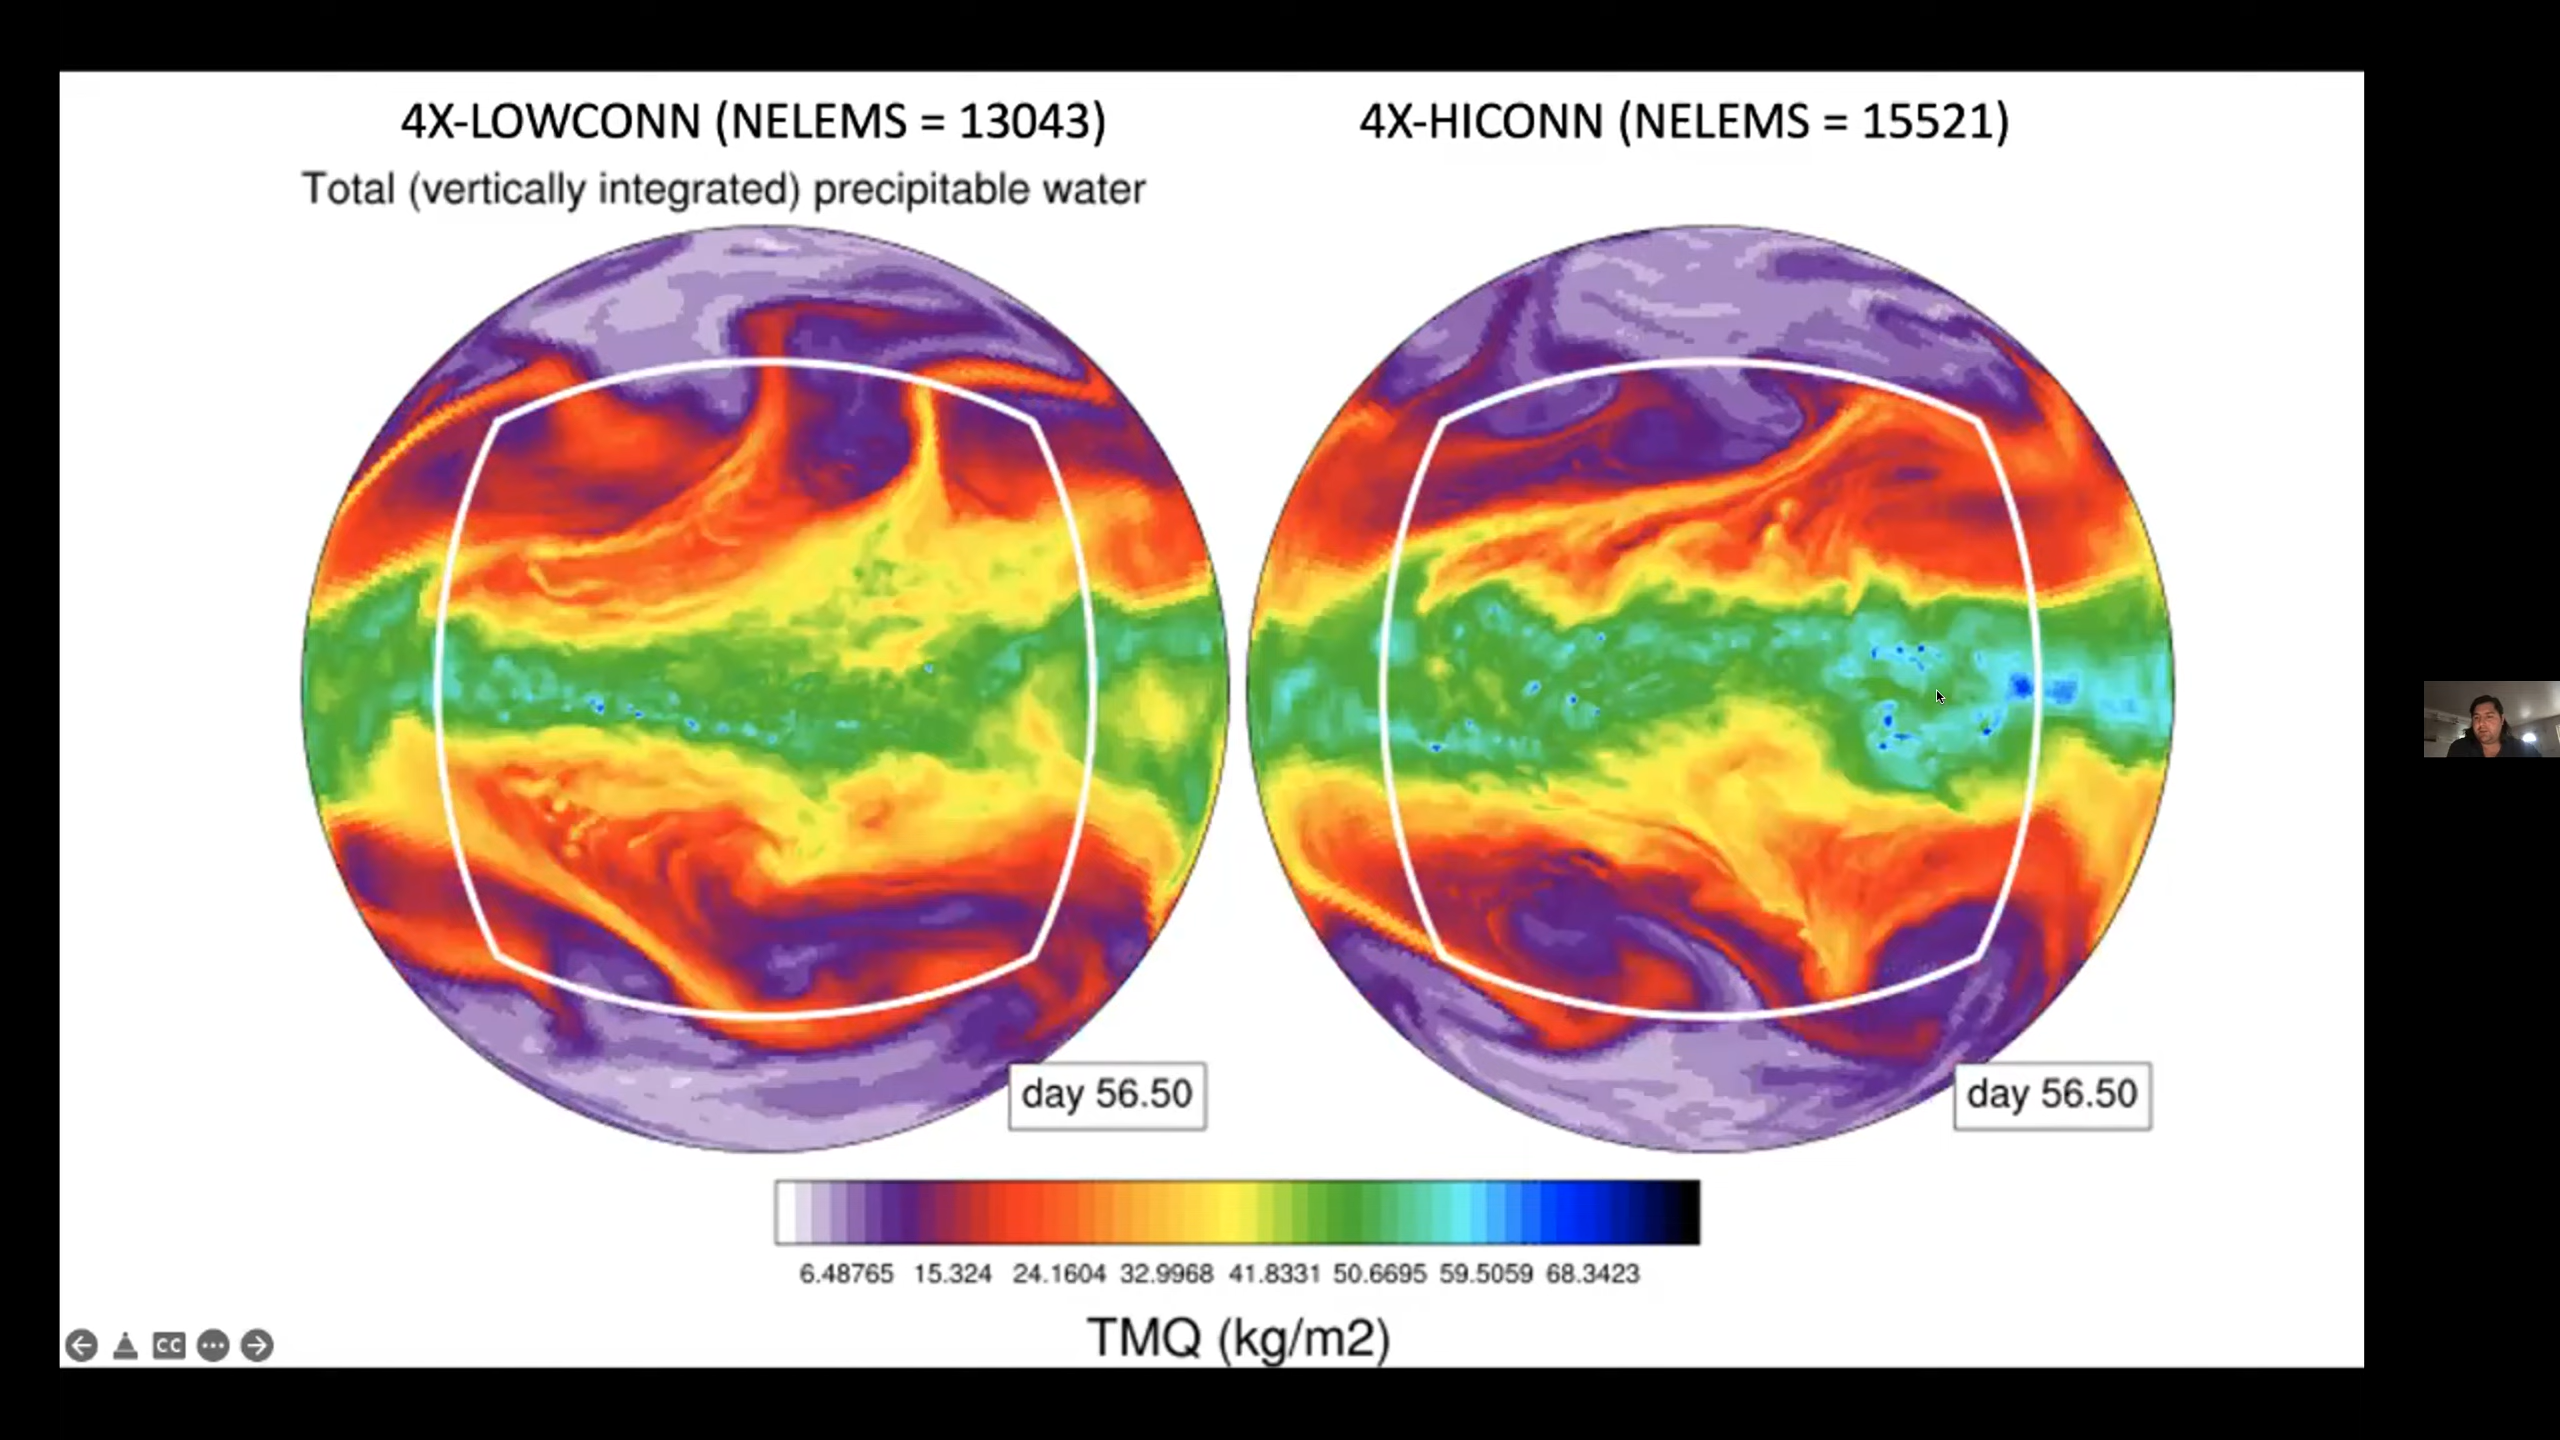 4X-LOWCONN (NELEMS = 13043)
4X-HICONN (NELEMS = 15521)
Total (vertically integrated) precipitable water
day 56.50
day 56.50
6.48765 15.324 24.1604 32.9968 41.8331 50.6695 59.5059 68.3423
TMQ (kg/m2)
CC